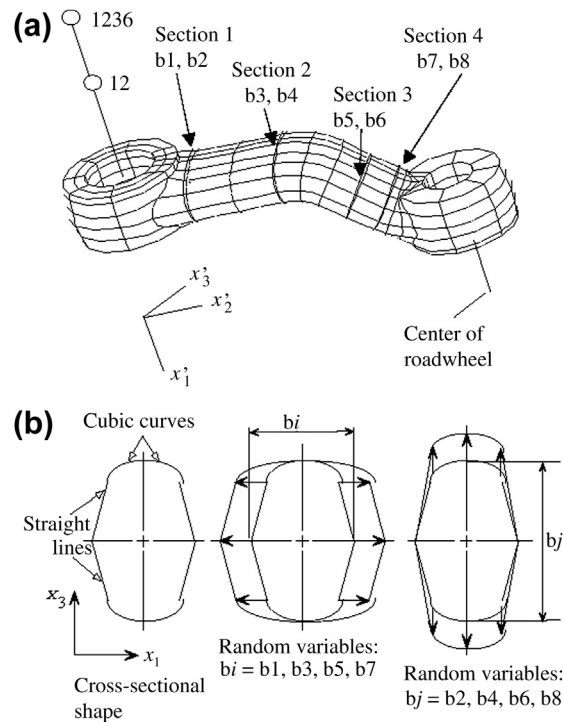 (a)
1236
12
Section 1
b1, b2
Section 2
b3, b4
Section 3
b5, b6
Section 4
b7, b8
x'3
x'2
x'1
Center of
roadwheel
(b)
Cubic curves
Straight
lines
x3
x1
Cross-sectional
shape
bi
Random variables:
bi = b1, b3, b5, b7
bj
Random variables:
bj = b2, b4, b6, b8